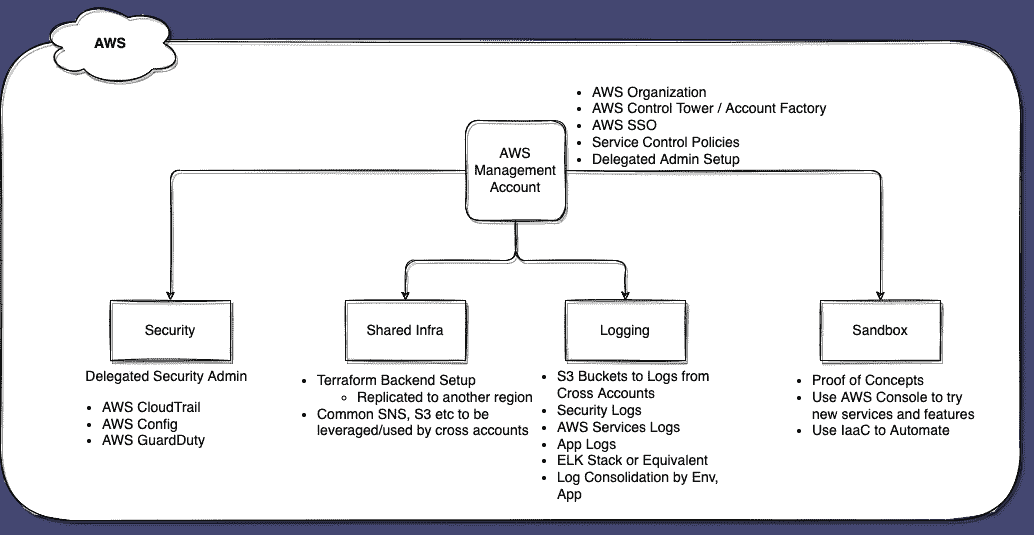 AWS
• AWS Organization
• AWS Control Tower / Account Factory
• AWS SSO
• Service Control Policies
• Delegated Admin Setup
AWS
Management
Account
Security
Delegated Security Admin
• AWS CloudTrail
• AWS Config
• AWS GuardDuty
Shared Infra
• Terraform Backend Setup
◦ Replicated to another region
• Common SNS, S3 etc to be
leveraged/used by cross accounts
Logging
• S3 Buckets to Logs from
Cross Accounts
• Security Logs
• AWS Services Logs
• App Logs
• ELK Stack or Equivalent
• Log Consolidation by Env,
App
Sandbox
• Proof of Concepts
• Use AWS Console to try
new services and features
• Use IaaC to Automate